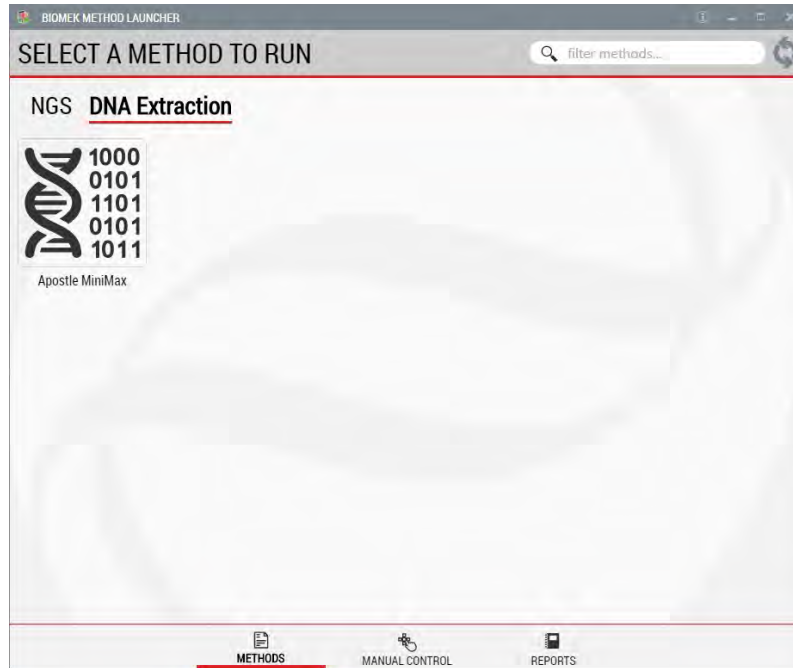 BIOMEK METHOD LAUNCHER
SELECT A METHOD TO RUN
filter methods...
NGS DNA Extraction
1000
0101
1101
0101
1011
Apostle MiniMax
METHODS MANUAL CONTROL REPORTS